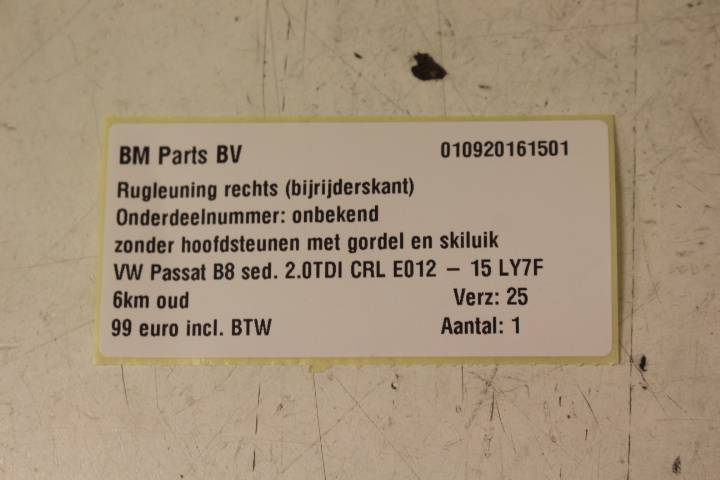 BM Parts BV 010920161501
Rugleuning rechts (bijrijderskant)
Onderdeelnummer: onbekend
zonder hoofdsteunen met gordel en skiluik
VW Passat B8 sed. 2.0TDI CRL E012 – 15 LY7F
6km oud Verz: 25
99 euro incl. BTW Aantal: 1